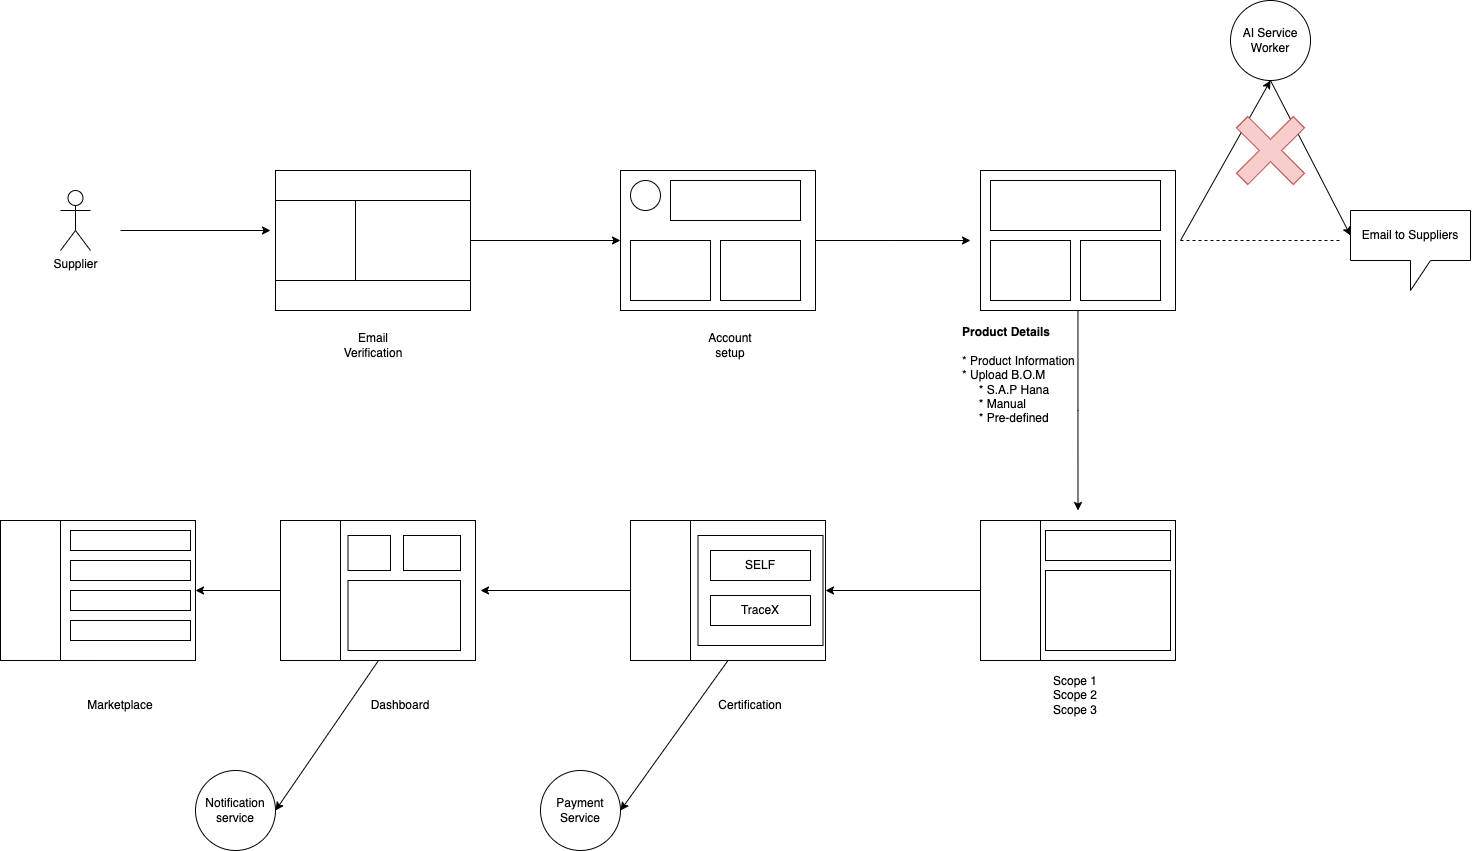 AI Service
Worker
Email to Suppliers
Supplier
Email
Verification
Account
setup
Product Details
* Product Information
* Upload B.O.M
* S.A.P Hana
* Manual
* Pre-defined
SELF
TraceX
Marketplace
Dashboard
Certification
Scope 1
Scope 2
Scope 3
Notification
service
Payment
Service